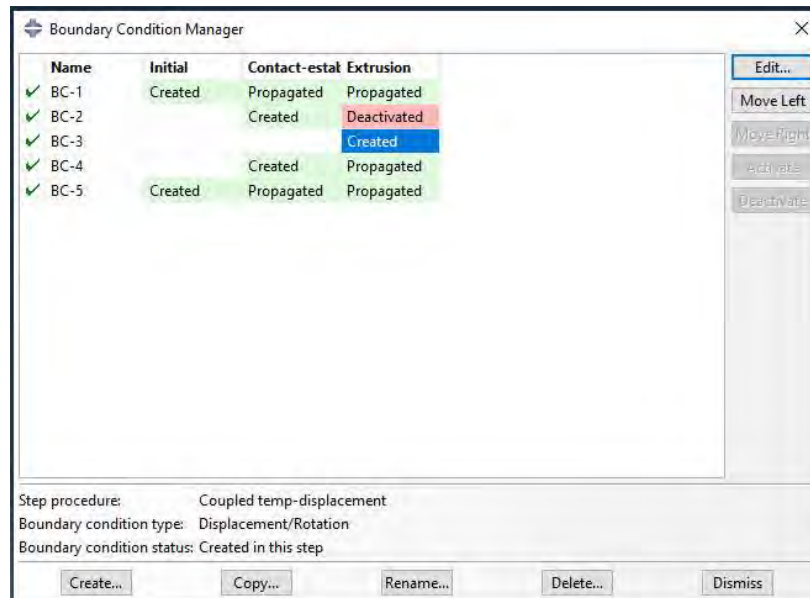 Boundary Condition Manager
Name Initial Contact-estal Extrusion
BC-1 Created Propagated Propagated
BC-2 Created Deactivated
BC-3 Created
BC-4 Created Propagated
BC-5 Created Propagated Propagated
Edit...
Move Left
Move Right
Activate
Deactivate
Step procedure: Coupled temp-displacement
Boundary condition type: Displacement/Rotation
Boundary condition status: Created in this step
Create... Copy... Rename... Delete... Dismiss